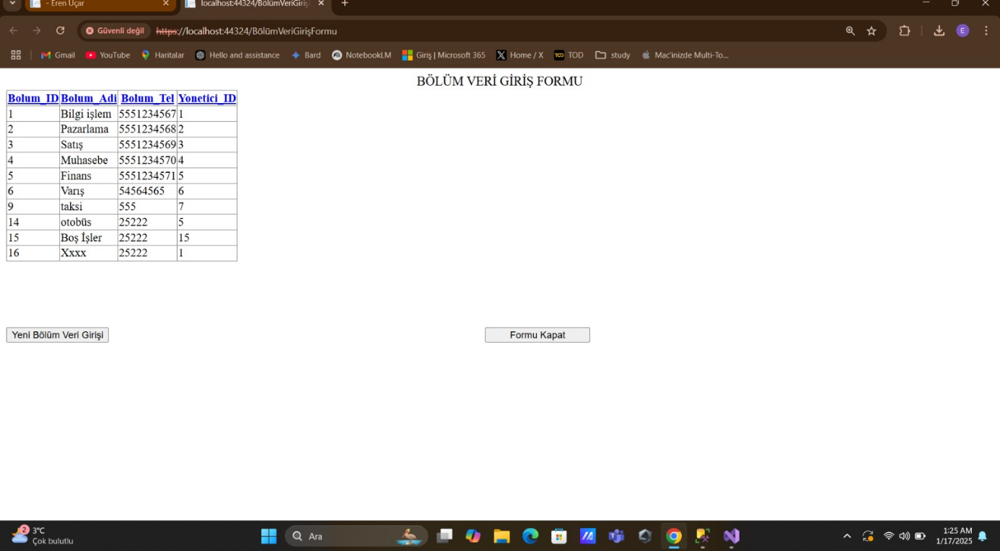 - Eren Uçar
localhost:44324/BölümVeriGiriş
Güvenli değil https://localhost:44324/BölümVeriGirişFormu
E
Gmail YouTube Haritalar Hello and assistance Bard NotebookLM Giriş | Microsoft 365 Home / X TOD study Mac'inizde Multi-To...
BÖLÜM VERİ GİRİŞ FORMU
Bolum_ID Bolum_Adi Bolum_Tel Yonetici_ID
1 Bilgi işlem 5551234567 1
2 Pazarlama 5551234568 2
3 Satış 5551234569 3
4 Muhasebe 5551234570 4
5 Finans 5551234571 5
6 Varış 54564565 6
9 taksi 555 7
14 otobüs 25222 5
15 Boş İşler 25222 15
16 Xxxx 25222 1
Yeni Bölüm Veri Girişi Formu Kapat
2 3°C
Çok bulutlu
Ara
1:25 AM
1/17/2025